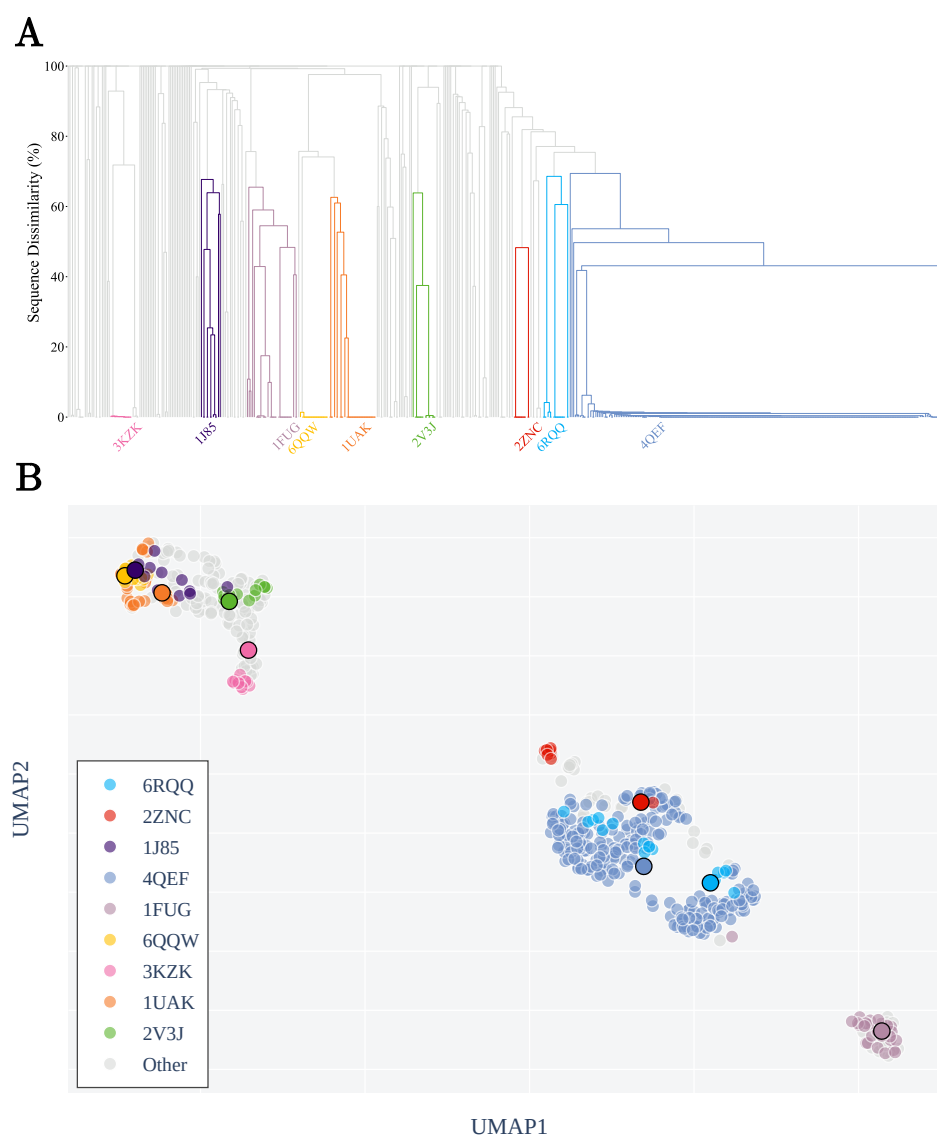 A
Sequence Dissimilarity (%)
100
80
60
40
20
0
3KZK
1J85
1FUG
6QQW
1UAK
2V3J
2ZNC
6RQQ
4QEF
B
UMAP2
6RQQ
2ZNC
1J85
4QEF
1FUG
6QQW
3KZK
1UAK
2V3J
Other
UMAP1